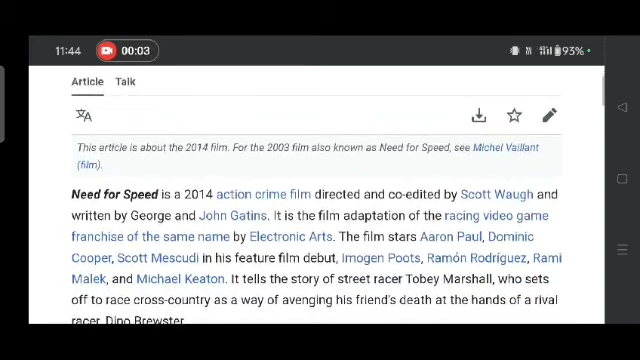 11:44 00:03 93%
Article Talk
This article is about the 2014 film. For the 2003 film also known as Need for Speed, see Michel Vaillant
(film).
Need for Speed is a 2014 action crime film directed and co-edited by Scott Waugh and
written by George and John Gatins. It is the film adaptation of the racing video game
franchise of the same name by Electronic Arts. The film stars Aaron Paul, Dominic
Cooper, Scott Mescudi in his feature film debut, Imogen Poots, Ramón Rodríguez, Rami
Malek, and Michael Keaton. It tells the story of street racer Tobey Marshall, who sets
off to race cross-country as a way of avenging his friend's death at the hands of a rival
racer, Dino Brewster.